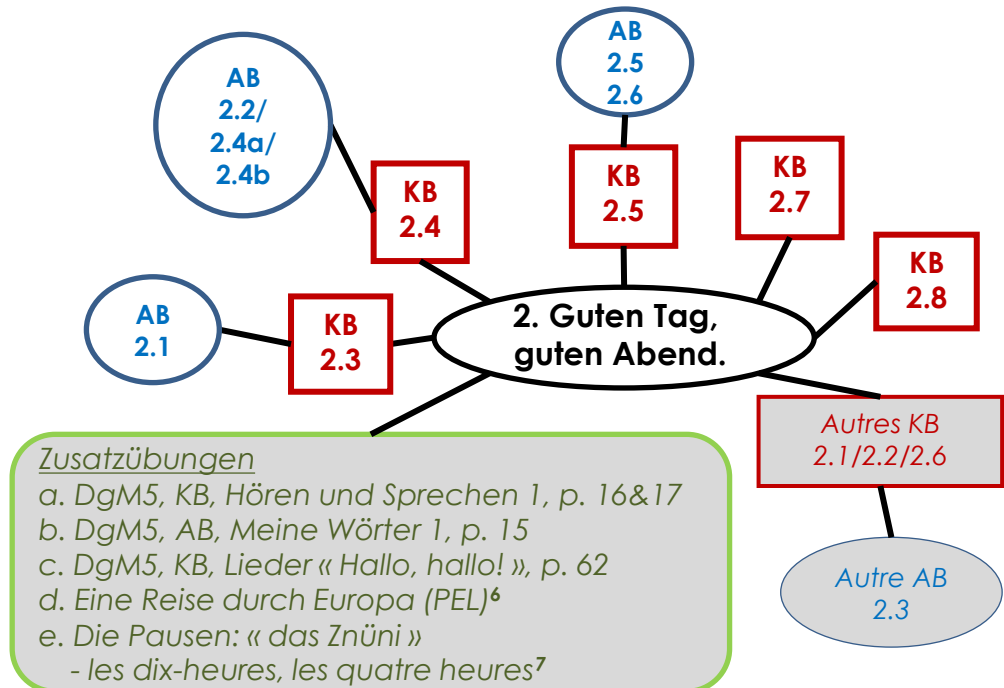 AB
2.2/
2.4a/
2.4b
AB
2.5
2.6
KB
2.4
KB
2.5
KB
2.7
KB
2.8
AB
2.1
KB
2.3
2. Guten Tag,
guten Abend.
Autres KB
2.1/2.2/2.6
Autre AB
2.3
Zusatzübungen
a. DgM5, KB, Hören und Sprechen 1, p. 16&17
b. DgM5, AB, Meine Wörter 1, p. 15
c. DgM5, KB, Lieder « Hallo, hallo! », p. 62
d. Eine Reise durch Europa (PEL)⁶
e. Die Pausen: « das Znüni »
- les dix-heures, les quatre heures⁷